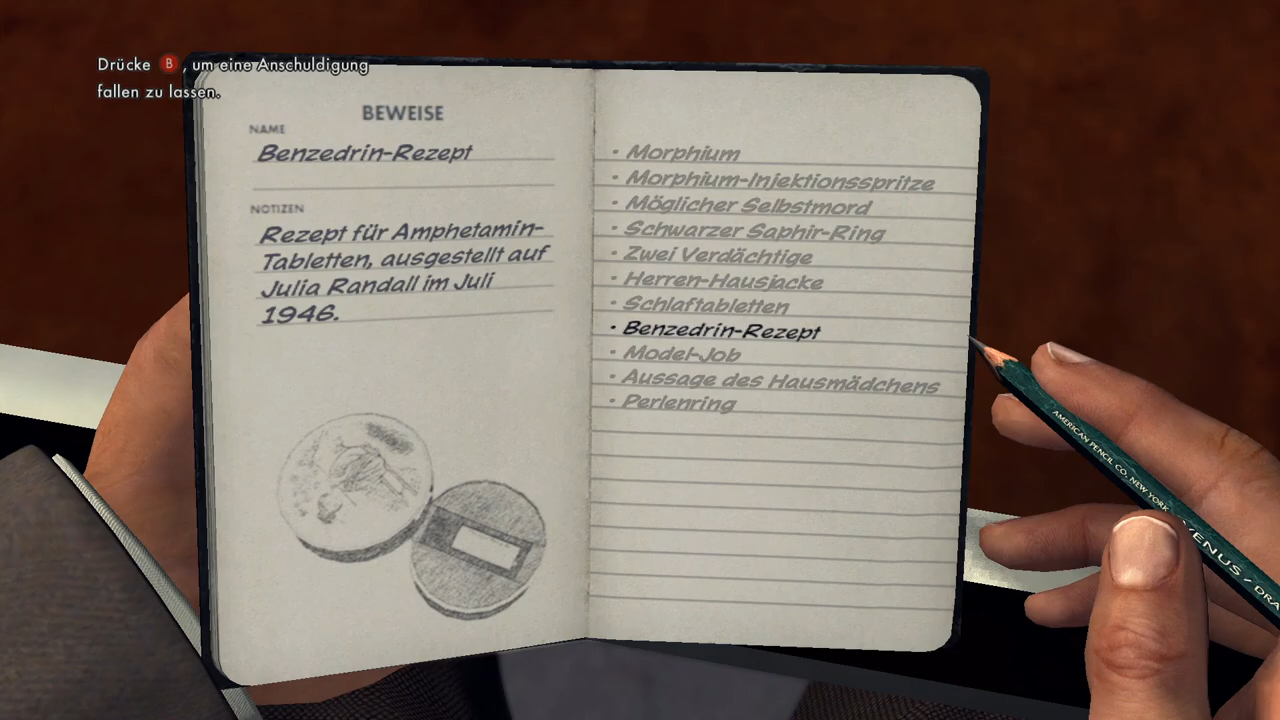 Drücke B, um eine Anschuldigung
fallen zu lassen.
BEWEISE
NAME
Benzedrin-Rezept
NOTIZEN
Rezept für Amphetamin-
Tabletten, ausgestellt auf
Julia Randall im Juli
1946.
• Morphium
• Morphium-Injektionsspritze
• Möglicher Selbstmord
• Schwarzer Saphir-Ring
• Zwei Verdächtige
• Herren-Hausjacke
• Schlaftabletten
• Benzedrin-Rezept
• Model-Job
• Aussage des Hausmädchens
• Perlenring
AMERICAN PENCIL CO. NEW YORK
VENUS / DRA